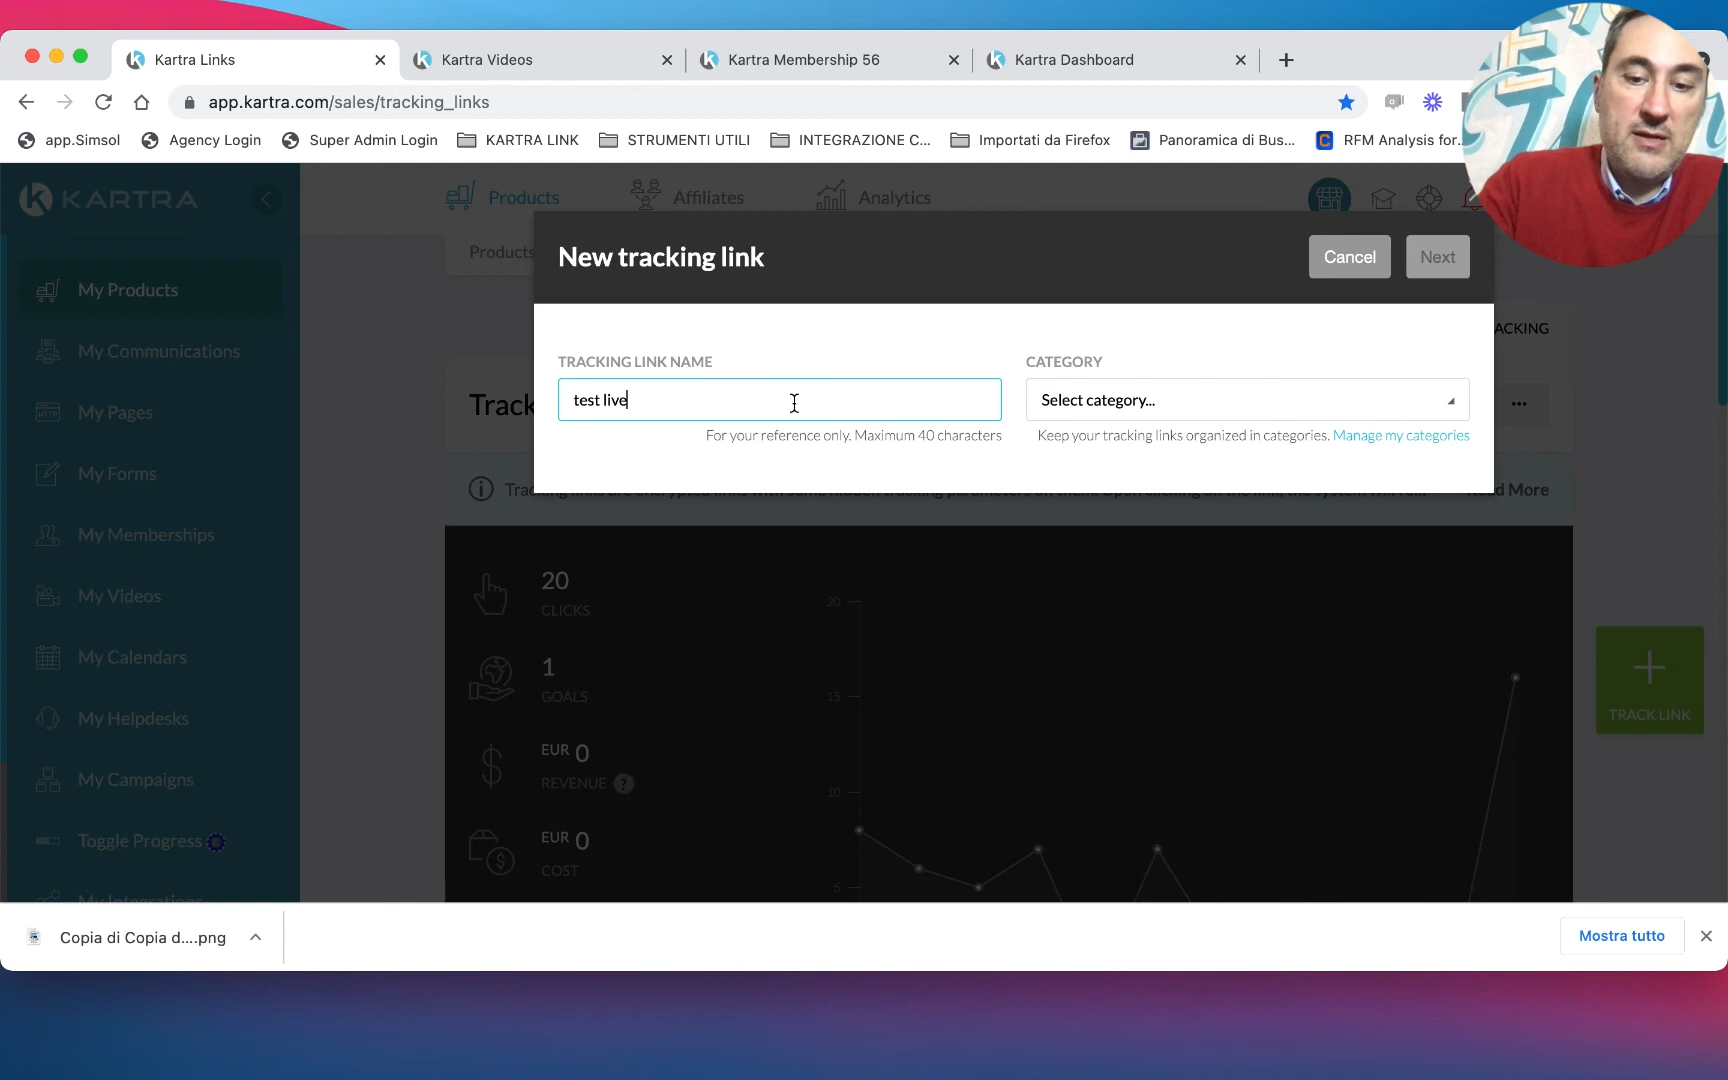 Kartra Links
Kartra Videos
Kartra Membership 56
Kartra Dashboard
app.kartra.com/sales/tracking_links
app.Simsol
Agency Login
Super Admin Login
KARTRA LINK
STRUMENTI UTILI
INTEGRAZIONE C...
Importati da Firefox
Panoramica di Bus...
RFM Analysis for...
KARTRA
Products
Affiliates
Analytics
Products
New tracking link
Cancel
Next
My Products
My Communications
My Pages
My Forms
My Memberships
My Videos
My Calendars
My Helpdesks
My Campaigns
Toggle Progress
My Integrations
TRACKING LINK NAME
test live
For your reference only. Maximum 40 characters
CATEGORY
Select category...
Keep your tracking links organized in categories. Manage my categories
ACKING
Track
20
CLICKS
1
GOALS
EUR 0
REVENUE ?
EUR 0
COST
20
15
10
5
TRACK LINK
Copia di Copia d....png
Mostra tutto